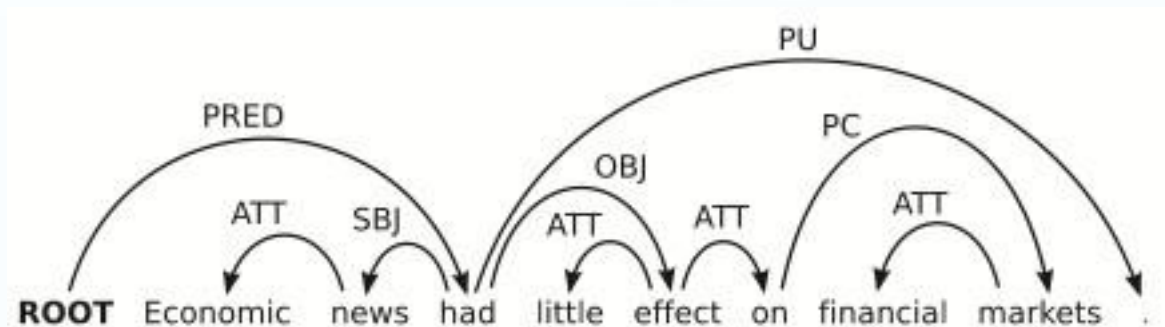 PU
PRED
PC
OBJ
ATT SBJ ATT ATT ATT
ROOT Economic news had little effect on financial markets .